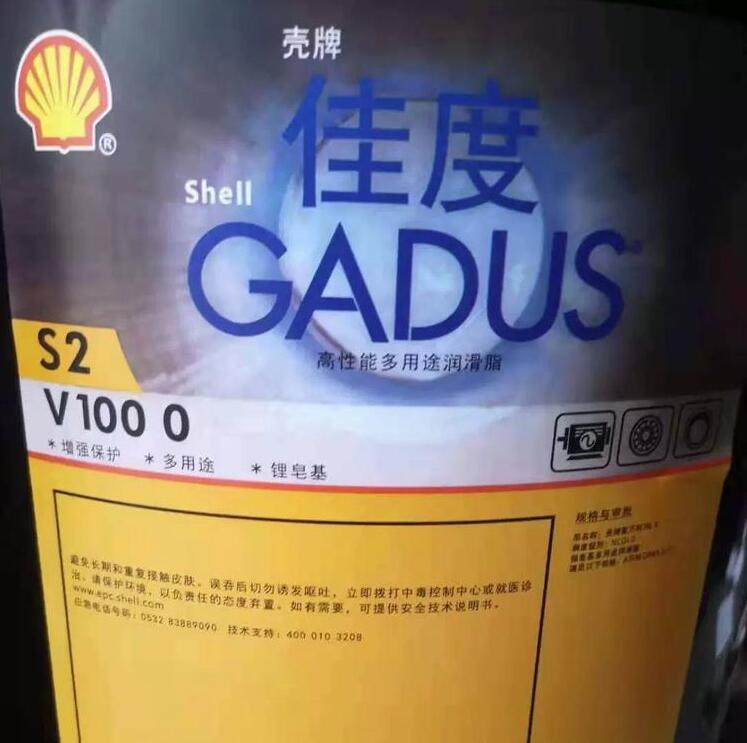 壳牌
佳度
Shell
GADUS
高性能多用途润滑脂
S2
V100 0
*增强保护 *多用途 *锂皂基
避免长期和重复接触皮肤。误吞后切勿诱发呕吐，立即拨打中毒控制中心或就医诊
治。请保护环境，以负责任的态度弃置。如有需要，可提供安全技术说明书。
www.epc.shell.com
应急电话号码：0532 83889090 技术支持：400 010 3208
规格与审批